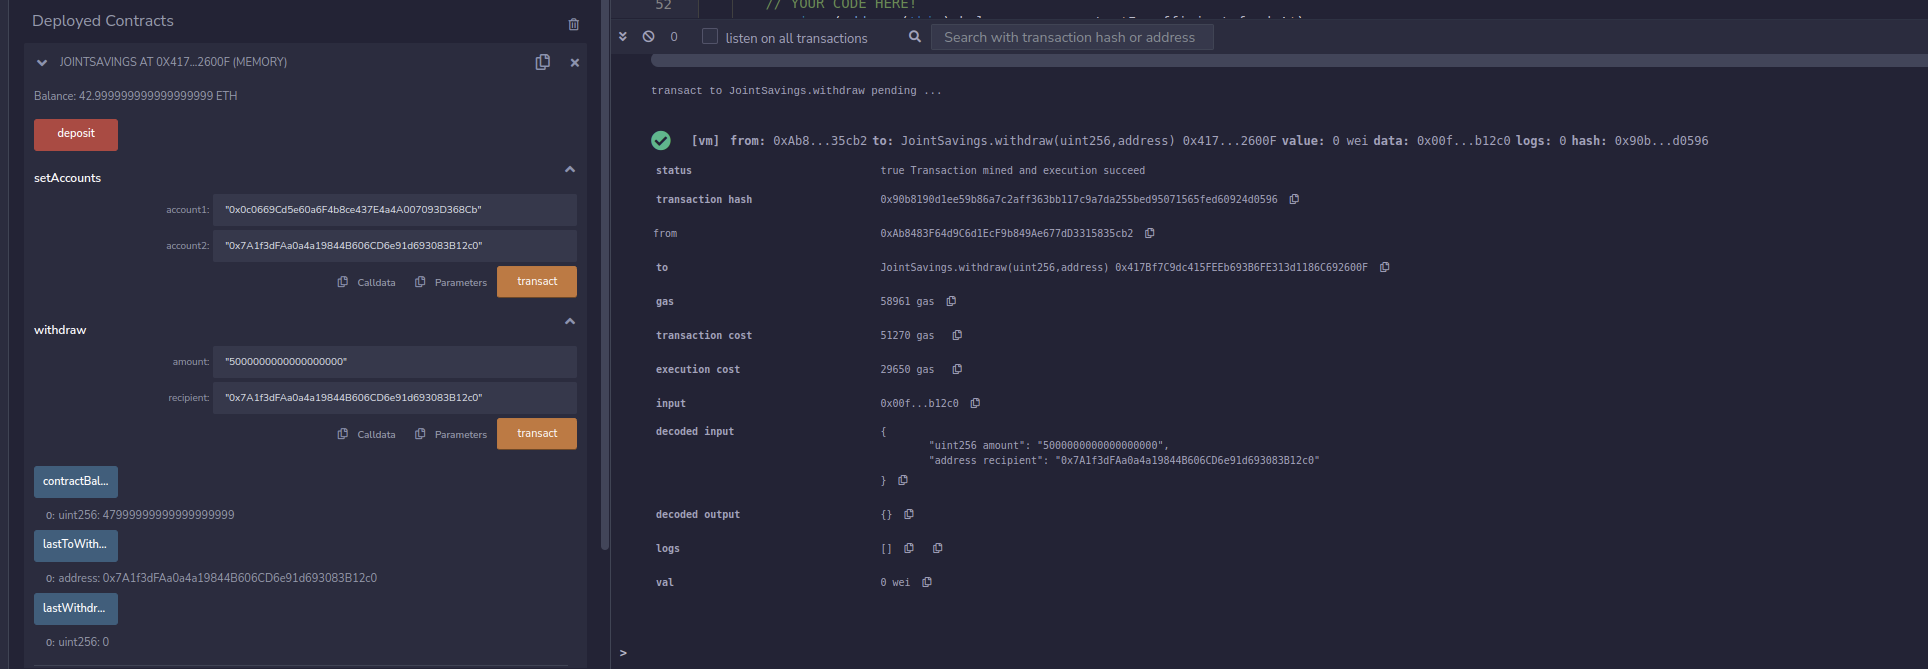 Deployed Contracts
JOINTSAVINGS AT 0X417...2600F (MEMORY)
Balance: 42.999999999999999999 ETH
deposit
setAccounts
account1: "0x0c0669Cd5e60a6F4b8ce437E4a4A007093D368Cb"
account2: "0x7A1f3dFAa0a4a19844B606CD6e91d693083B12c0"
Calldata Parameters transact
withdraw
amount: "5000000000000000000"
recipient: "0x7A1f3dFAa0a4a19844B606CD6e91d693083B12c0"
Calldata Parameters transact
contractBal...
0: uint256: 47999999999999999999
lastToWith...
0: address: 0x7A1f3dFAa0a4a19844B606CD6e91d693083B12c0
lastWithdr...
0: uint256: 0
52 // YOUR CODE HERE!
0 listen on all transactions Search with transaction hash or address
transact to JointSavings.withdraw pending ...
[vm] from: 0xAb8...35cb2 to: JointSavings.withdraw(uint256,address) 0x417...2600F value: 0 wei data: 0x00f...b12c0 logs: 0 hash: 0x90b...d0596
status true Transaction mined and execution succeed
transaction hash 0x90b8190d1ee59b86a7c2aff363bb117c9a7da255bed95071565fed60924d0596
from 0xAb8483F64d9C6d1EcF9b849Ae677dD3315835cb2
to JointSavings.withdraw(uint256,address) 0x417Bf7C9dc415FEEb693B6FE313d1186C692600F
gas 58961 gas
transaction cost 51270 gas
execution cost 29650 gas
input 0x00f...b12c0
decoded input {
"uint256 amount": "5000000000000000000",
"address recipient": "0x7A1f3dFAa0a4a19844B606CD6e91d693083B12c0"
}
decoded output {}
logs []
val 0 wei
>